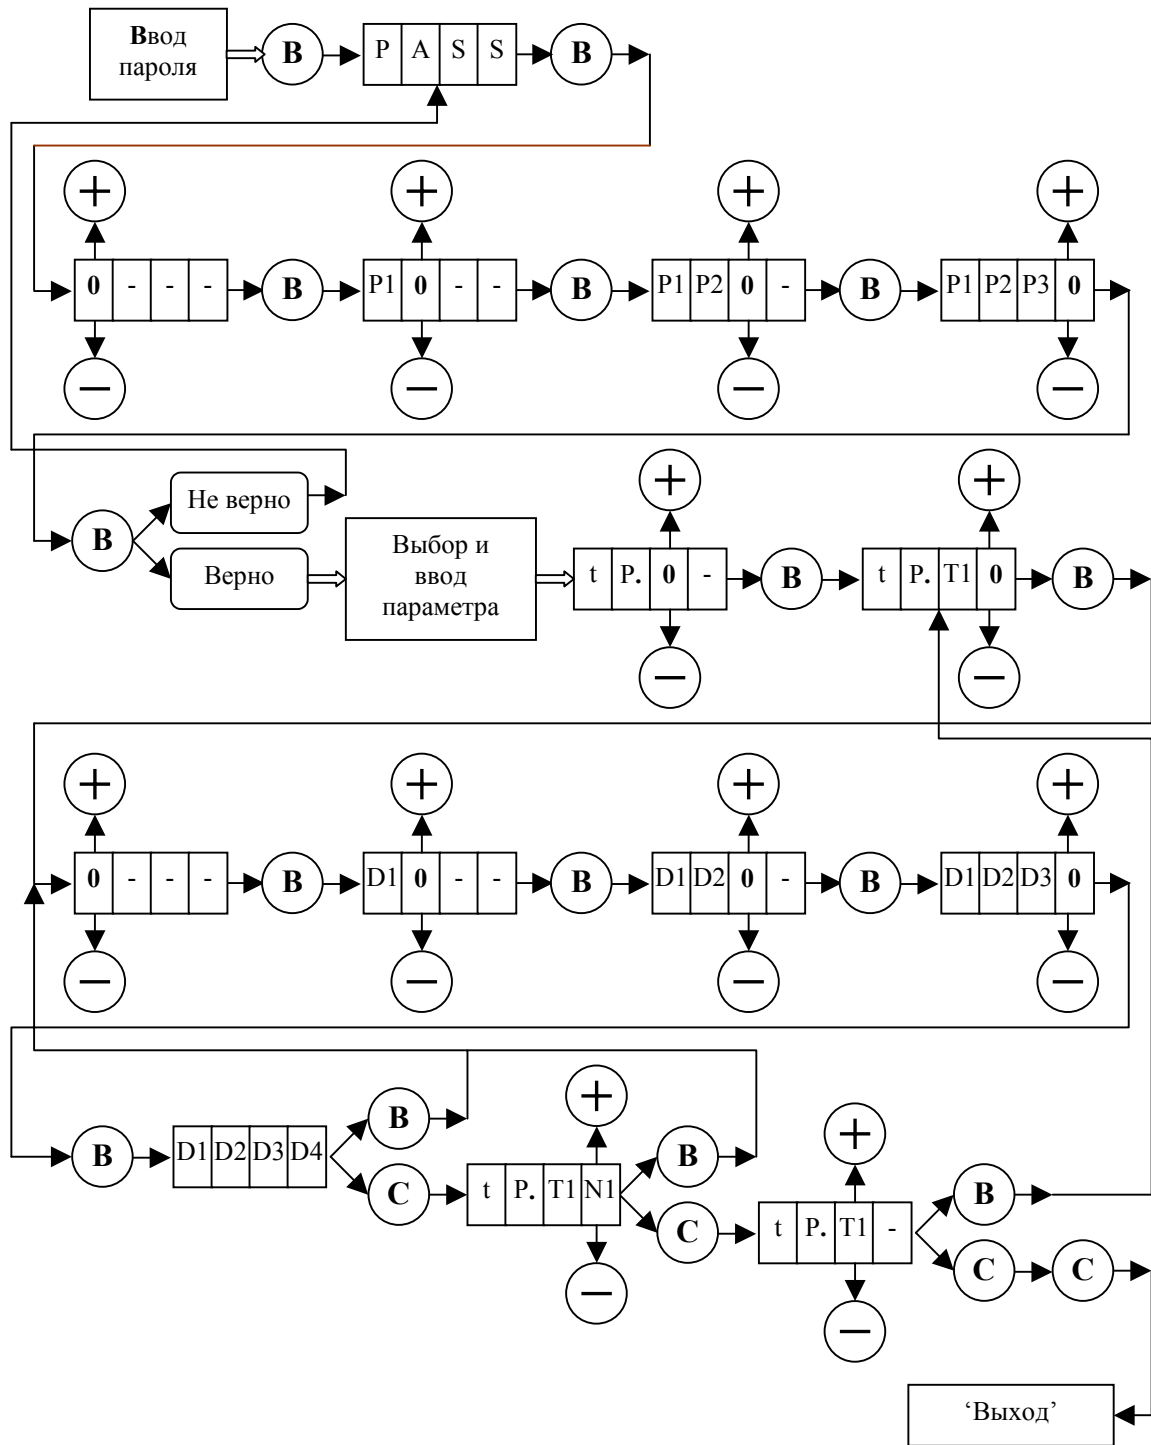 Ввод
пароля
В
P A S S
В
+ + + +
0 - - -
В
P1 0 - -
В
P1 P2 0 -
В
P1 P2 P3 0
— — — —
В
Не верно
Верно
Выбор и
ввод
параметра
+ +
t P. 0 -
В
t P. T1 0
В
— —
+ + + +
0 - - -
В
D1 0 - -
В
D1 D2 0 -
В
D1 D2 D3 0
— — — —
В
D1 D2 D3 D4
В
С
+
t P. T1 N1
—
В
С
+
t P. T1 -
—
В
С
С
‘Выход’